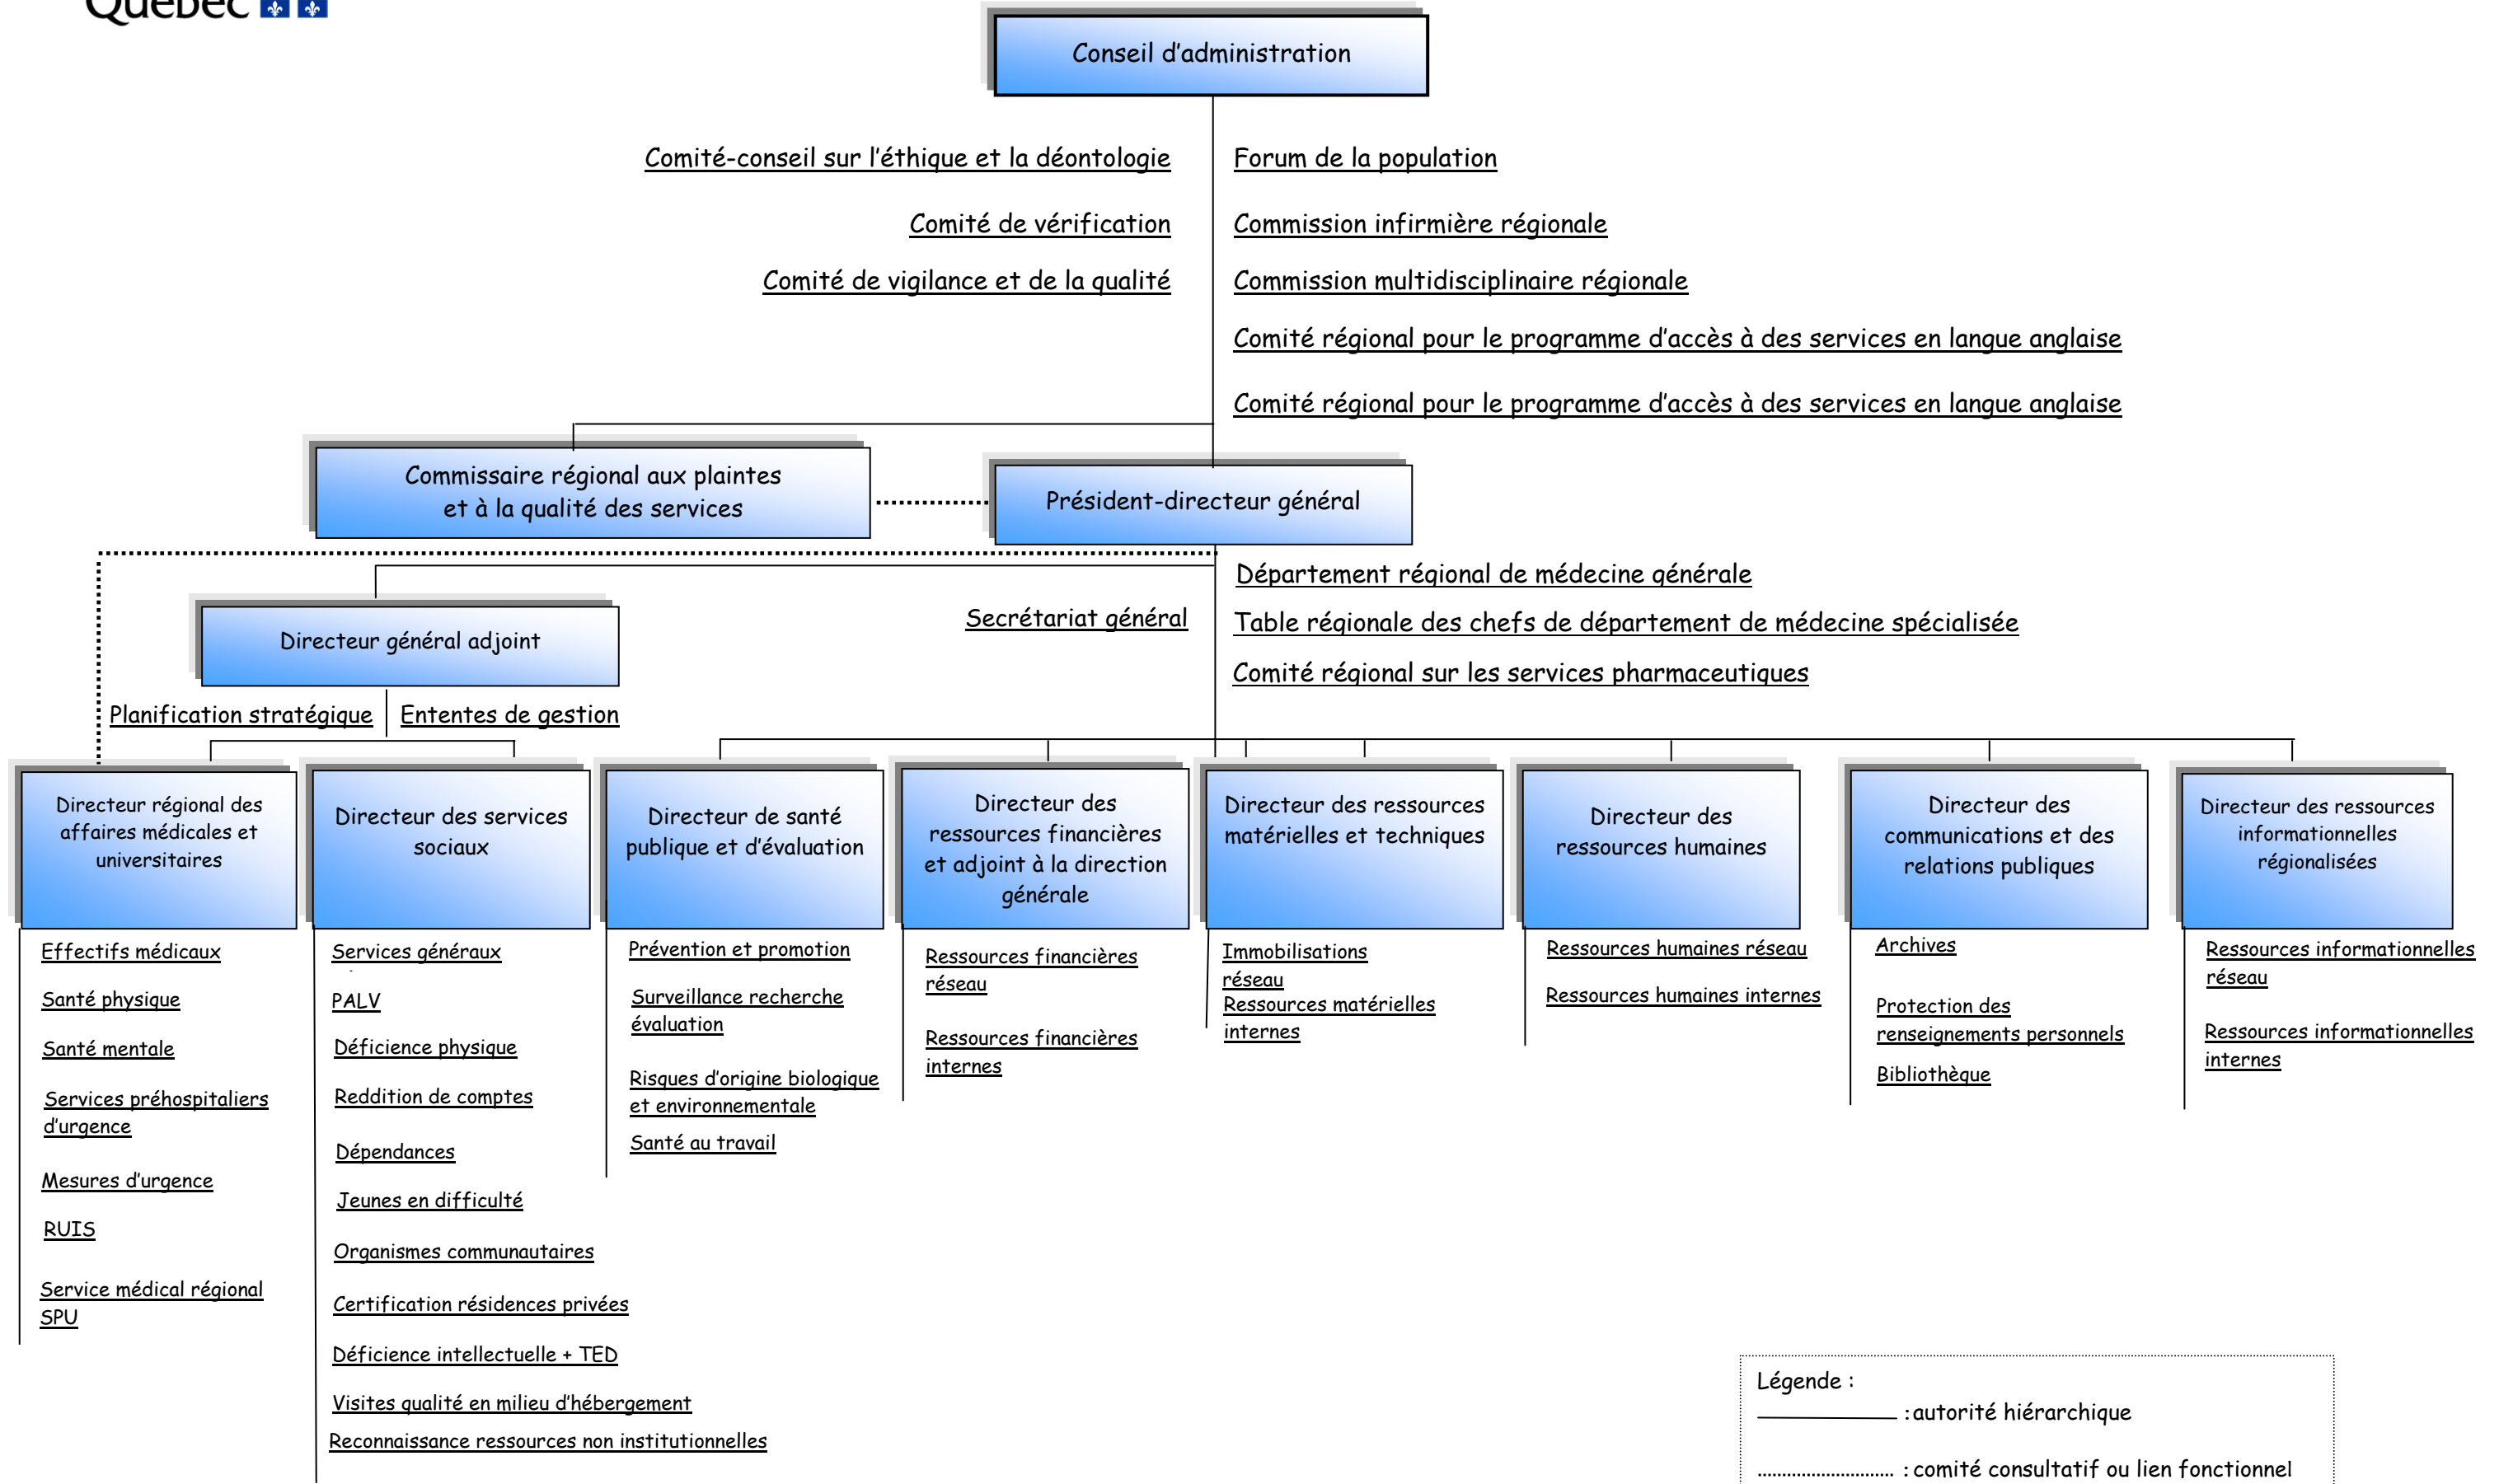 Québec
Conseil d'administration
Comité-conseil sur l'éthique et la déontologie
Forum de la population
Comité de vérification
Commission infirmière régionale
Comité de vigilance et de la qualité
Commission multidisciplinaire régionale
Comité régional pour le programme d'accès à des services en langue anglaise
Comité régional pour le programme d'accès à des services en langue anglaise
Commissaire régional aux plaintes
et à la qualité des services
Président-directeur général
Département régional de médecine générale
Secrétariat général
Table régionale des chefs de département de médecine spécialisée
Comité régional sur les services pharmaceutiques
Directeur général adjoint
Planification stratégique
Ententes de gestion
Directeur régional des
affaires médicales et
universitaires
Effectifs médicaux
Santé physique
Santé mentale
Services préhospitaliers
d'urgence
Mesures d'urgence
RUIS
Service médical régional
SPU
Directeur des services
sociaux
Services généraux
PALV
Déficience physique
Reddition de comptes
Dépendances
Jeunes en difficulté
Organismes communautaires
Certification résidences privées
Déficience intellectuelle + TED
Visites qualité en milieu d'hébergement
Reconnaissance ressources non institutionnelles
Directeur de santé
publique et d'évaluation
Prévention et promotion
Surveillance recherche
évaluation
Risques d'origine biologique
et environnementale
Santé au travail
Directeur des
ressources financières
et adjoint à la direction
générale
Ressources financières
réseau
Ressources financières
internes
Directeur des ressources
matérielles et techniques
Immobilisations
réseau
Ressources matérielles
internes
Directeur des
ressources humaines
Ressources humaines réseau
Ressources humaines internes
Directeur des
communications et des
relations publiques
Archives
Protection des
renseignements personnels
Bibliothèque
Directeur des ressources
informationnelles
régionalisées
Ressources informationnelles
réseau
Ressources informationnelles
internes
Légende :
: autorité hiérarchique
: comité consultatif ou lien fonctionnel